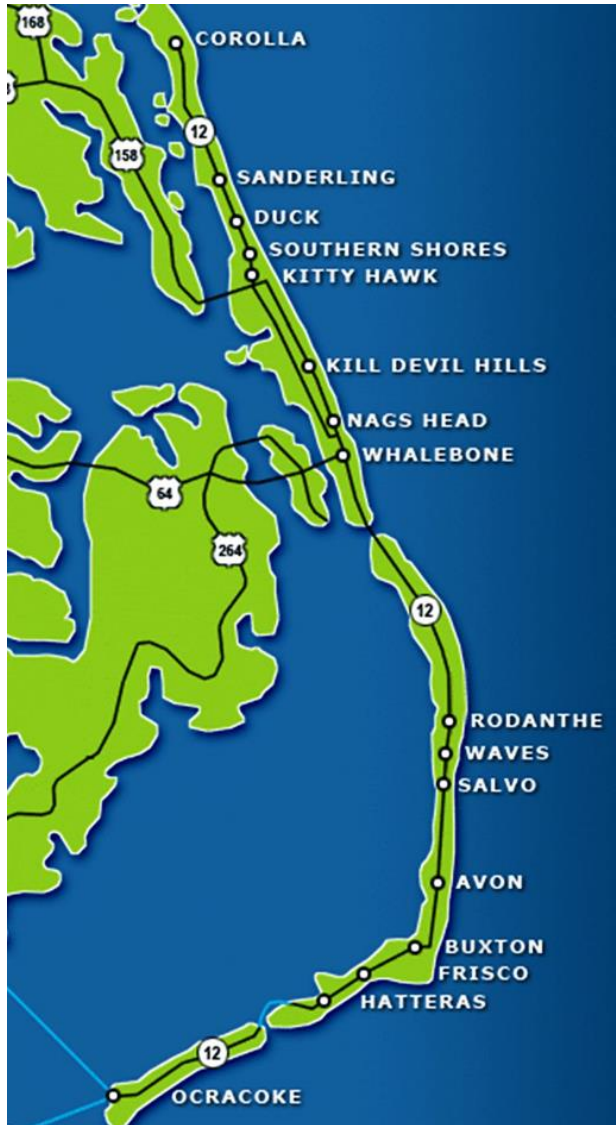 168
COROLLA
12
158
SANDERLING
DUCK
SOUTHERN SHORES
KITTY HAWK
KILL DEVIL HILLS
NAGS HEAD
WHALEBONE
64
264
12
RODANTHE
WAVES
SALVO
AVON
BUXTON
FRISCO
HATTERAS
12
OCRACOKE